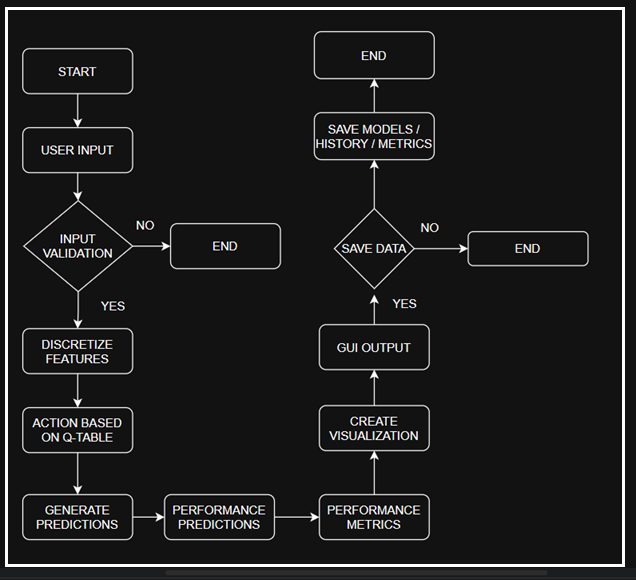 START
USER INPUT
INPUT
VALIDATION
NO
END
YES
DISCRETIZE
FEATURES
ACTION BASED
ON Q-TABLE
GENERATE
PREDICTIONS
PERFORMANCE
PREDICTIONS
PERFORMANCE
METRICS
CREATE
VISUALIZATION
GUI OUTPUT
YES
SAVE DATA
NO
END
SAVE MODELS /
HISTORY / METRICS
END